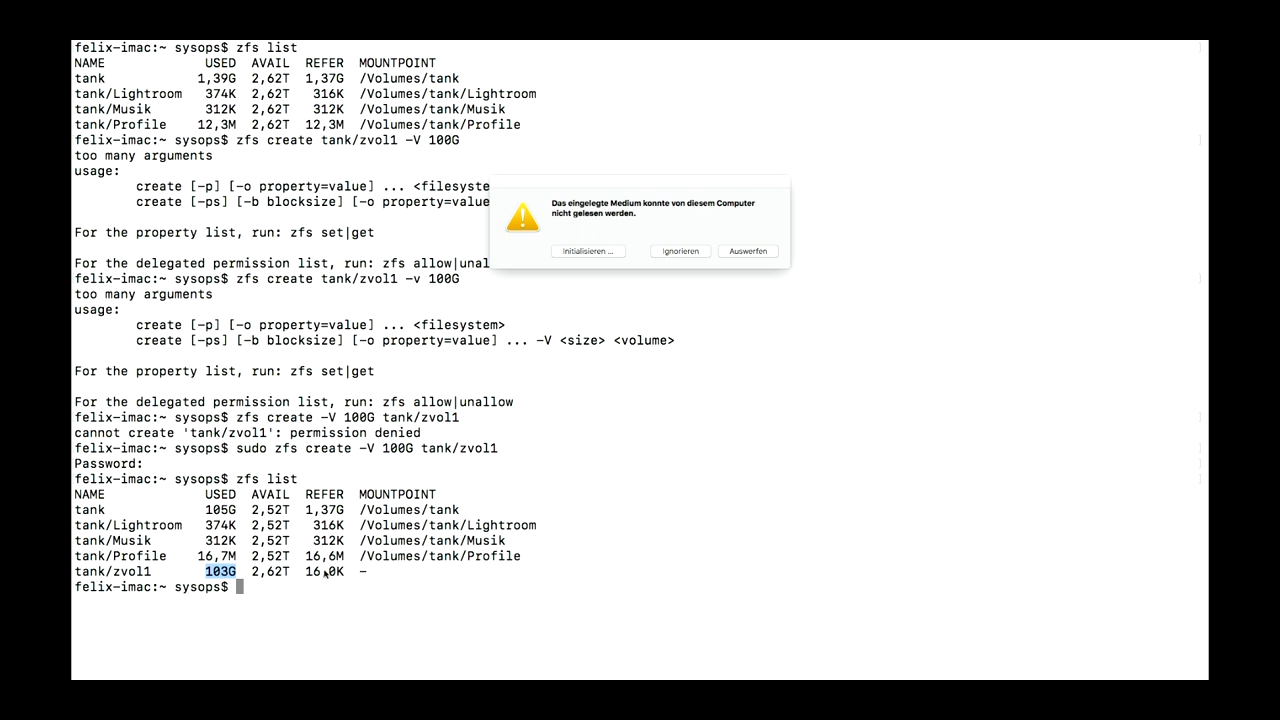 felix-imac:~ sysops$ zfs list
NAME USED AVAIL REFER MOUNTPOINT
tank 1,39G 2,62T 1,37G /Volumes/tank
tank/Lightroom 374K 2,62T 316K /Volumes/tank/Lightroom
tank/Musik 312K 2,62T 312K /Volumes/tank/Musik
tank/Profile 12,3M 2,62T 12,3M /Volumes/tank/Profile
felix-imac:~ sysops$ zfs create tank/zvol1 -V 100G
too many arguments
usage:
create [-p] [-o property=value] ... <filesyste
create [-ps] [-b blocksize] [-o property=value
For the property list, run: zfs set|get
For the delegated permission list, run: zfs allow|unal
Das eingelegte Medium konnte von diesem Computer
nicht gelesen werden.
Initialisieren ... Ignorieren Auswerfen
felix-imac:~ sysops$ zfs create tank/zvol1 -v 100G
too many arguments
usage:
create [-p] [-o property=value] ... <filesystem>
create [-ps] [-b blocksize] [-o property=value] ... -V <size> <volume>
For the property list, run: zfs set|get
For the delegated permission list, run: zfs allow|unallow
felix-imac:~ sysops$ zfs create -V 100G tank/zvol1
cannot create 'tank/zvol1': permission denied
felix-imac:~ sysops$ sudo zfs create -V 100G tank/zvol1
Password:
felix-imac:~ sysops$ zfs list
NAME USED AVAIL REFER MOUNTPOINT
tank 105G 2,52T 1,37G /Volumes/tank
tank/Lightroom 374K 2,52T 316K /Volumes/tank/Lightroom
tank/Musik 312K 2,52T 312K /Volumes/tank/Musik
tank/Profile 16,7M 2,52T 16,6M /Volumes/tank/Profile
tank/zvol1 103G 2,62T 16,0K -
felix-imac:~ sysops$